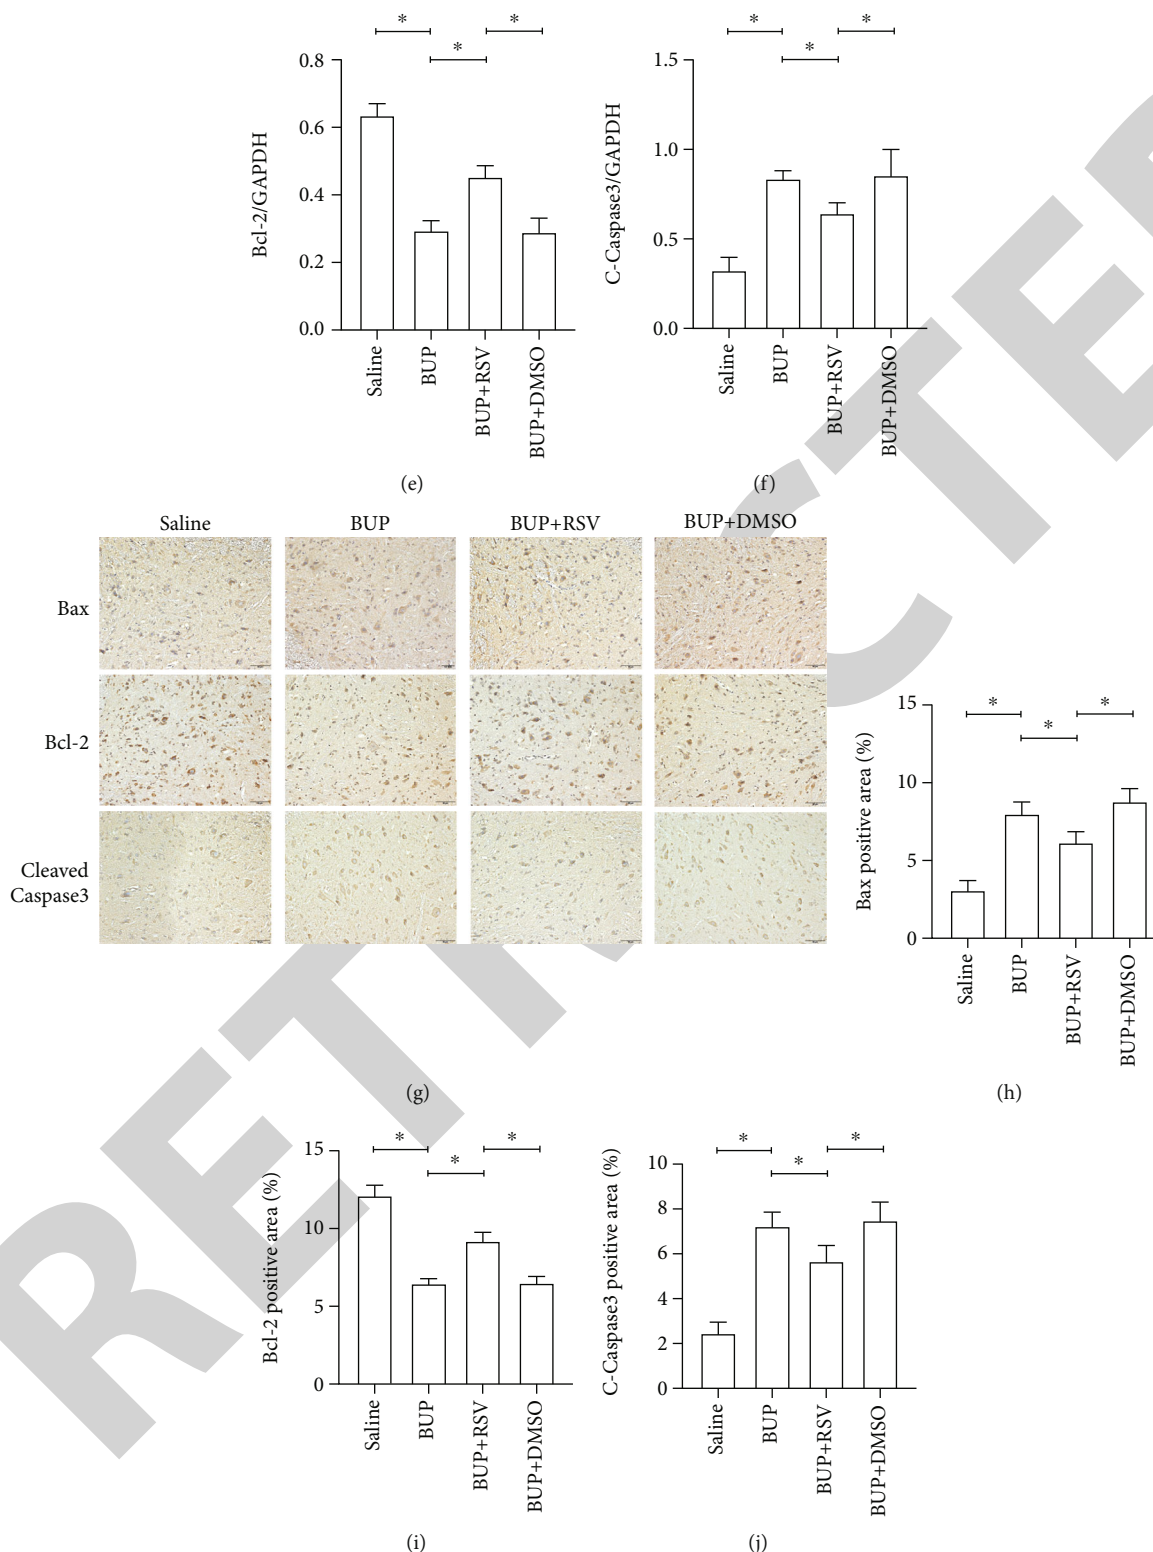 * * *
* * *
0.8
0.6
0.4
0.2
0.0
Bcl-2/GAPDH
Saline
BUP
BUP+RSV
BUP+DMSO
(e)
1.5
1.0
0.5
0.0
C-Caspase3/GAPDH
Saline
BUP
BUP+RSV
BUP+DMSO
(f)
Saline BUP BUP+RSV BUP+DMSO
Bax
Bcl-2
Cleaved
Caspase3
(g)
* * *
15
10
5
0
Bax positive area (%)
Saline
BUP
BUP+RSV
BUP+DMSO
(h)
* * *
15
10
5
0
Bcl-2 positive area (%)
Saline
BUP
BUP+RSV
BUP+DMSO
(i)
* * *
10
8
6
4
2
0
C-Caspase3 positive area (%)
Saline
BUP
BUP+RSV
BUP+DMSO
(j)